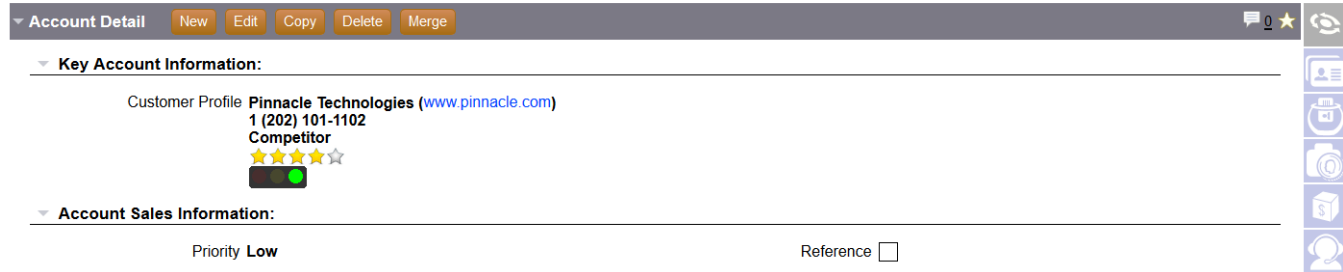 Account Detail New Edit Copy Delete Merge 0
Key Account Information:
Customer Profile Pinnacle Technologies (www.pinnacle.com)
1 (202) 101-1102
Competitor
Account Sales Information:
Priority Low Reference